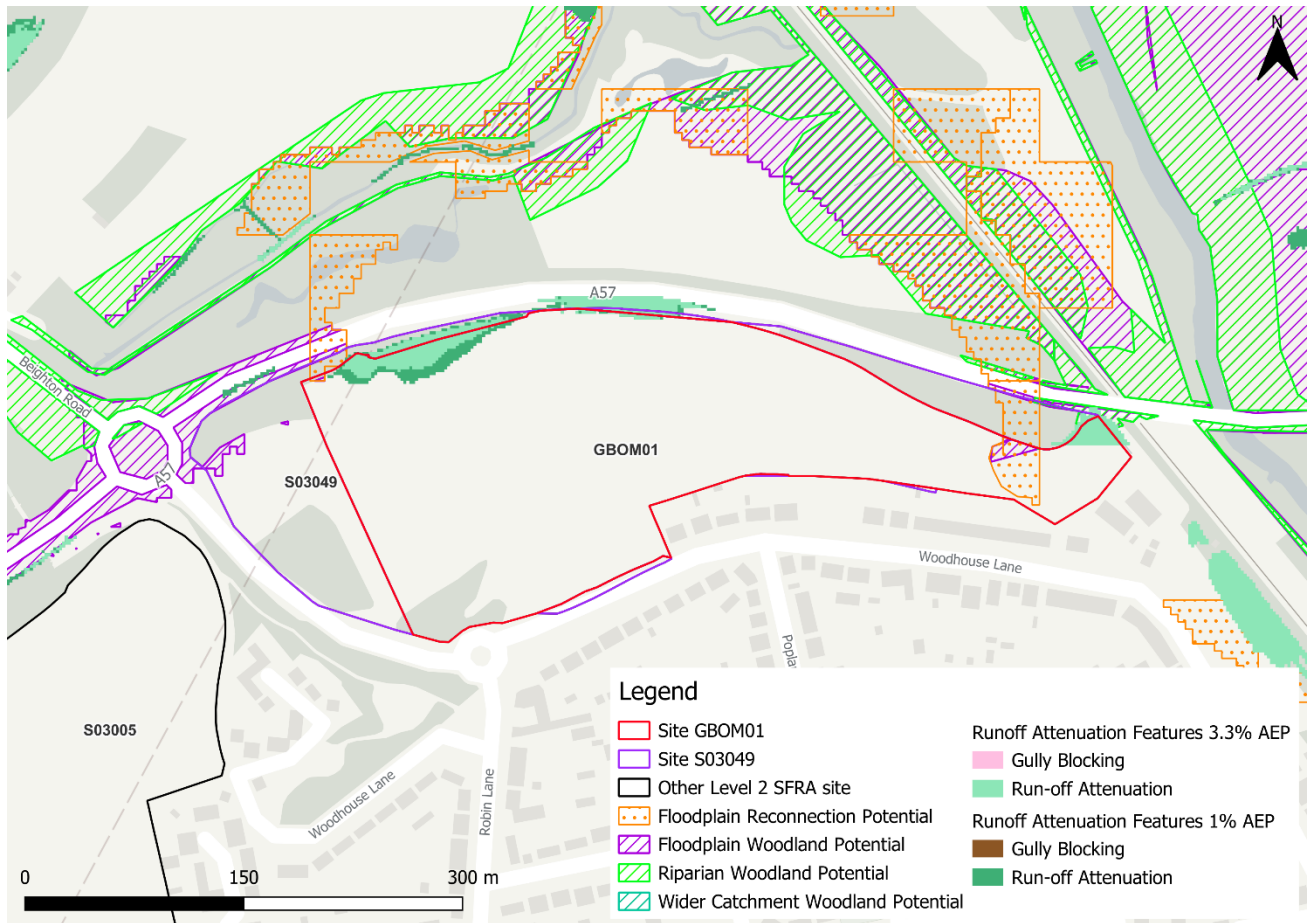 N
A57
Beighton Road
GBOM01
A57
S03049
Woodhouse Lane
Poplar
S03005
Woodhouse Lane
Robin Lane
Legend
Site GBOM01
Site S03049
Other Level 2 SFRA site
Floodplain Reconnection Potential
Floodplain Woodland Potential
Riparian Woodland Potential
Wider Catchment Woodland Potential
Runoff Attenuation Features 3.3% AEP
Gully Blocking
Run-off Attenuation
Runoff Attenuation Features 1% AEP
Gully Blocking
Run-off Attenuation
0 150 300 m